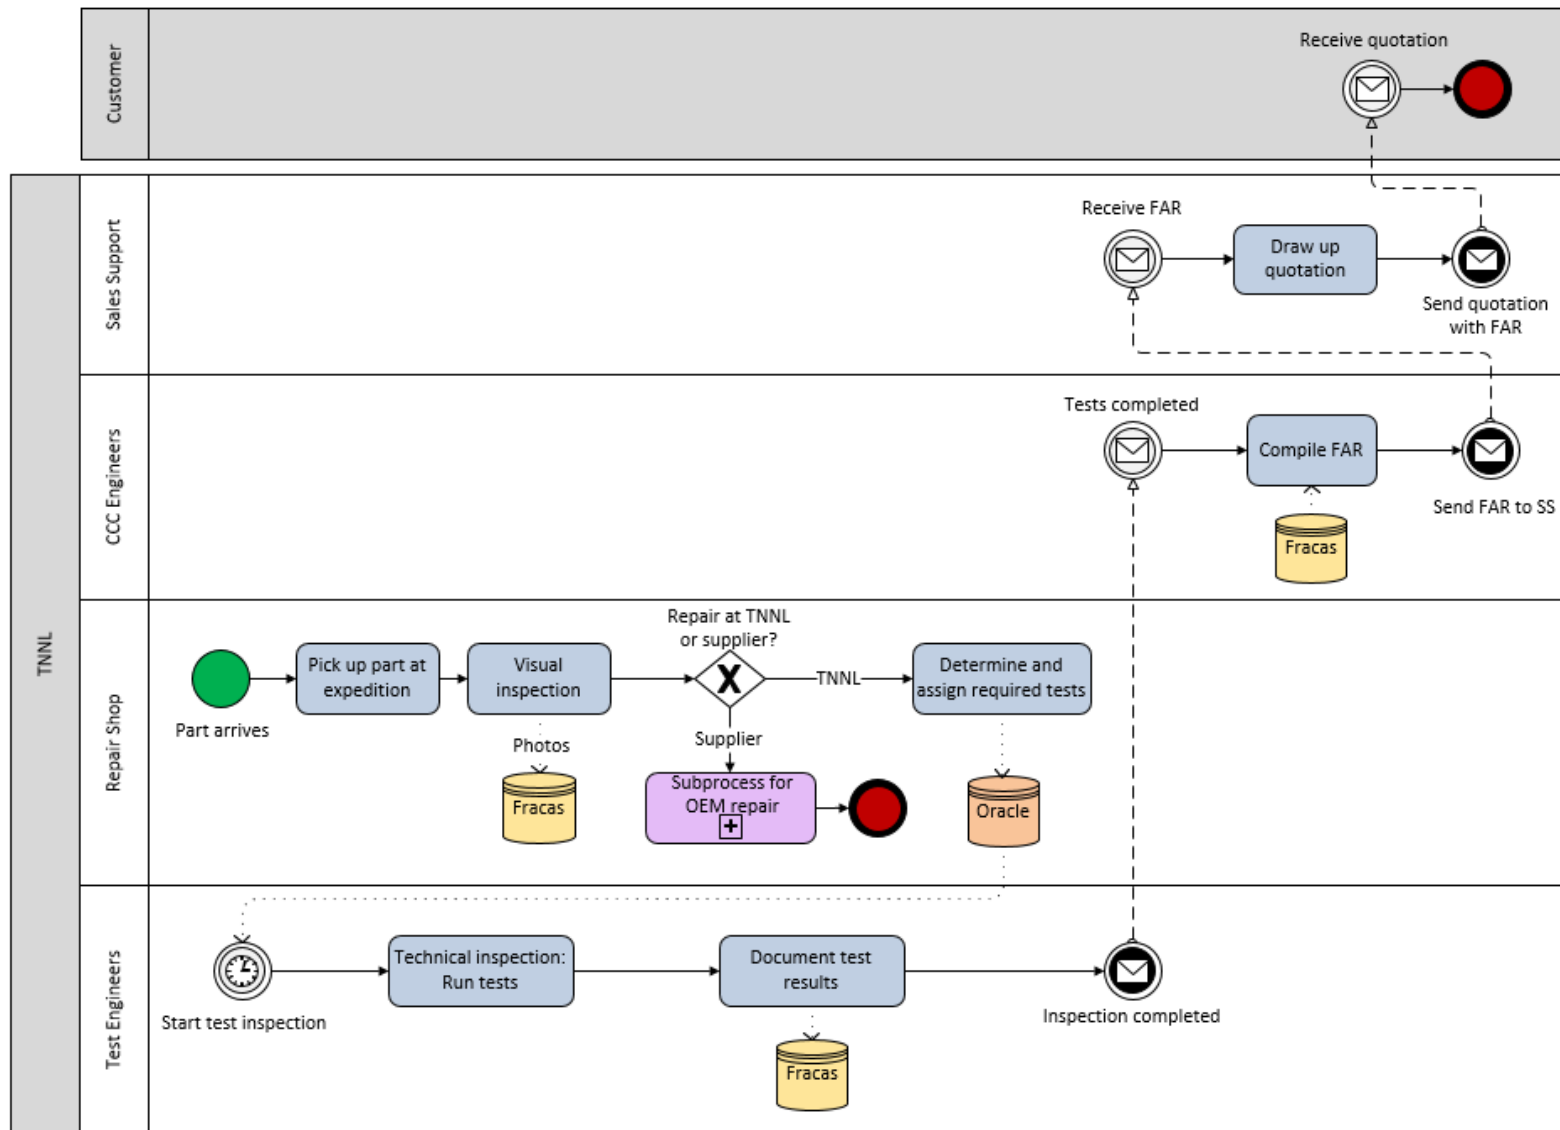 Customer
Receive quotation
TNNL
Sales Support
Receive FAR
Draw up
quotation
Send quotation
with FAR
CCC Engineers
Tests completed
Compile FAR
Send FAR to SS
Fracas
Repair Shop
Part arrives
Pick up part at
expedition
Visual
inspection
Photos
Fracas
Repair at TNNL
or supplier?
X
TNNL
Supplier
Subprocess for
OEM repair
Determine and
assign required tests
Oracle
Test Engineers
Start test inspection
Technical inspection:
Run tests
Document test
results
Fracas
Inspection completed